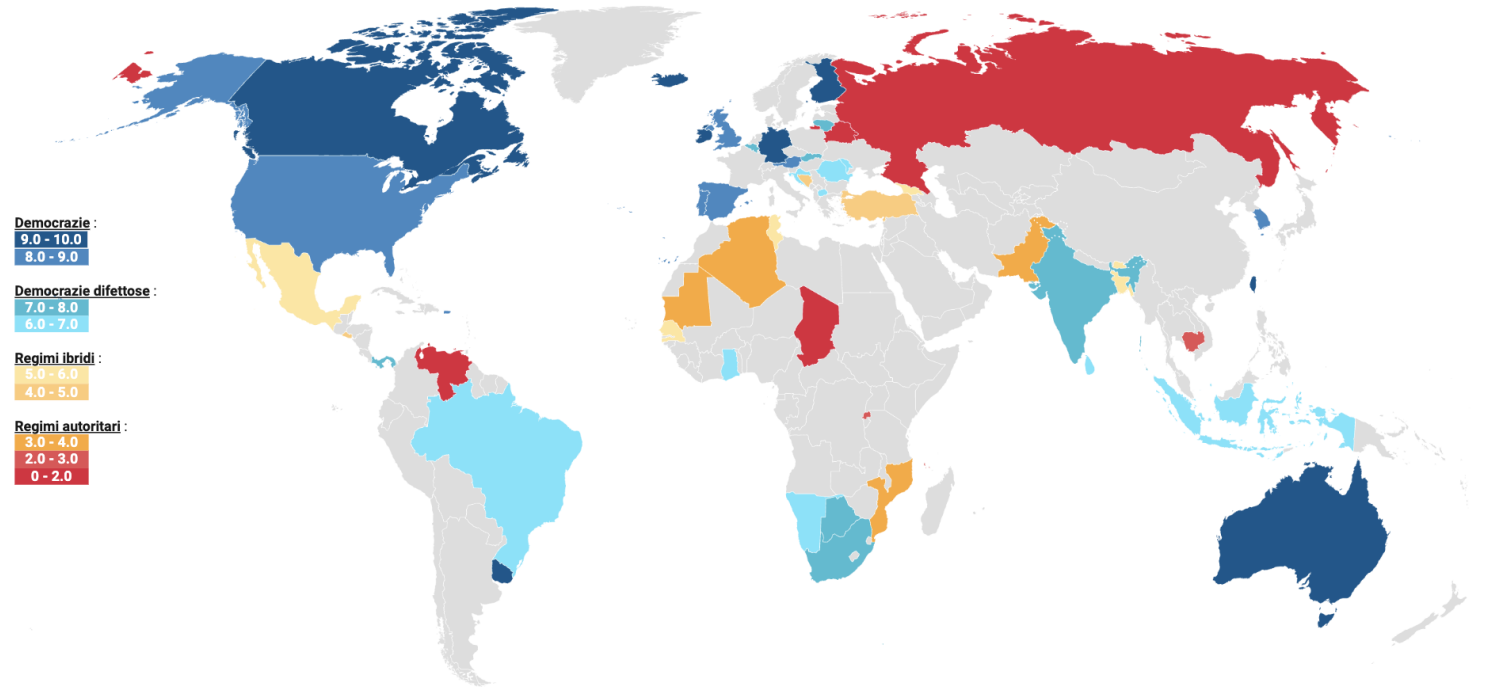 Democrazie :
9.0 - 10.0
8.0 - 9.0
Democrazie difettose :
7.0 - 8.0
6.0 - 7.0
Regimi ibridi :
5.0 - 6.0
4.0 - 5.0
Regimi autoritari :
3.0 - 4.0
2.0 - 3.0
0 - 2.0